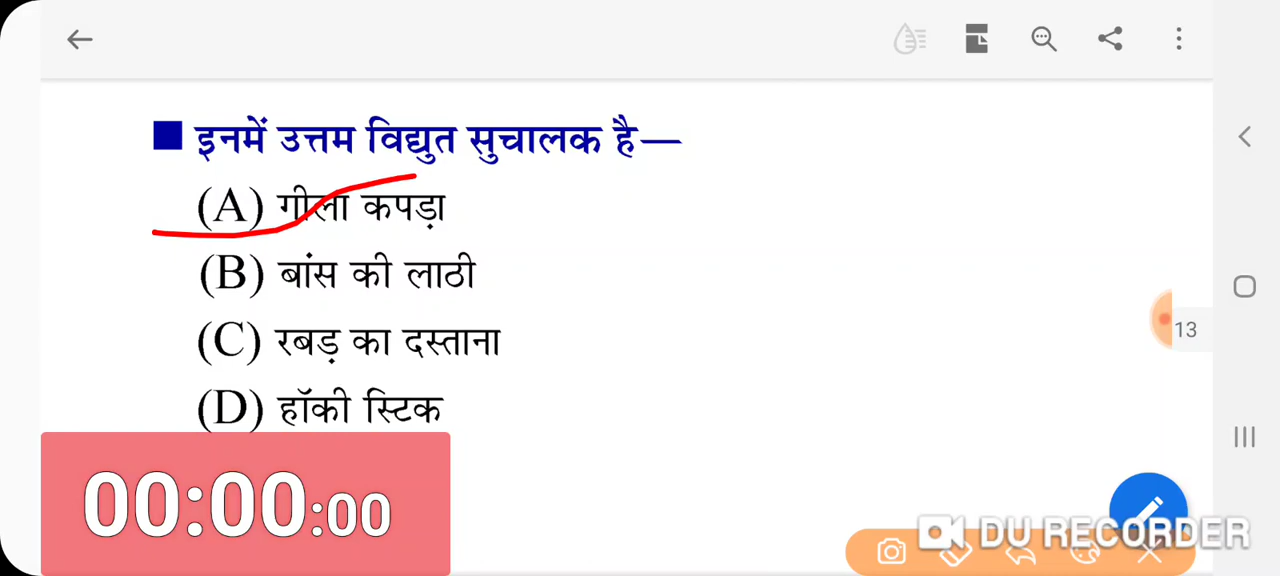 ■ इनमें उत्तम विद्युत सुचालक है—
(A) गीला कपड़ा
(B) बांस की लाठी
(C) रबड़ का दस्ताना
13
(D) हॉकी स्टिक
00:00:00
DU RECORDER